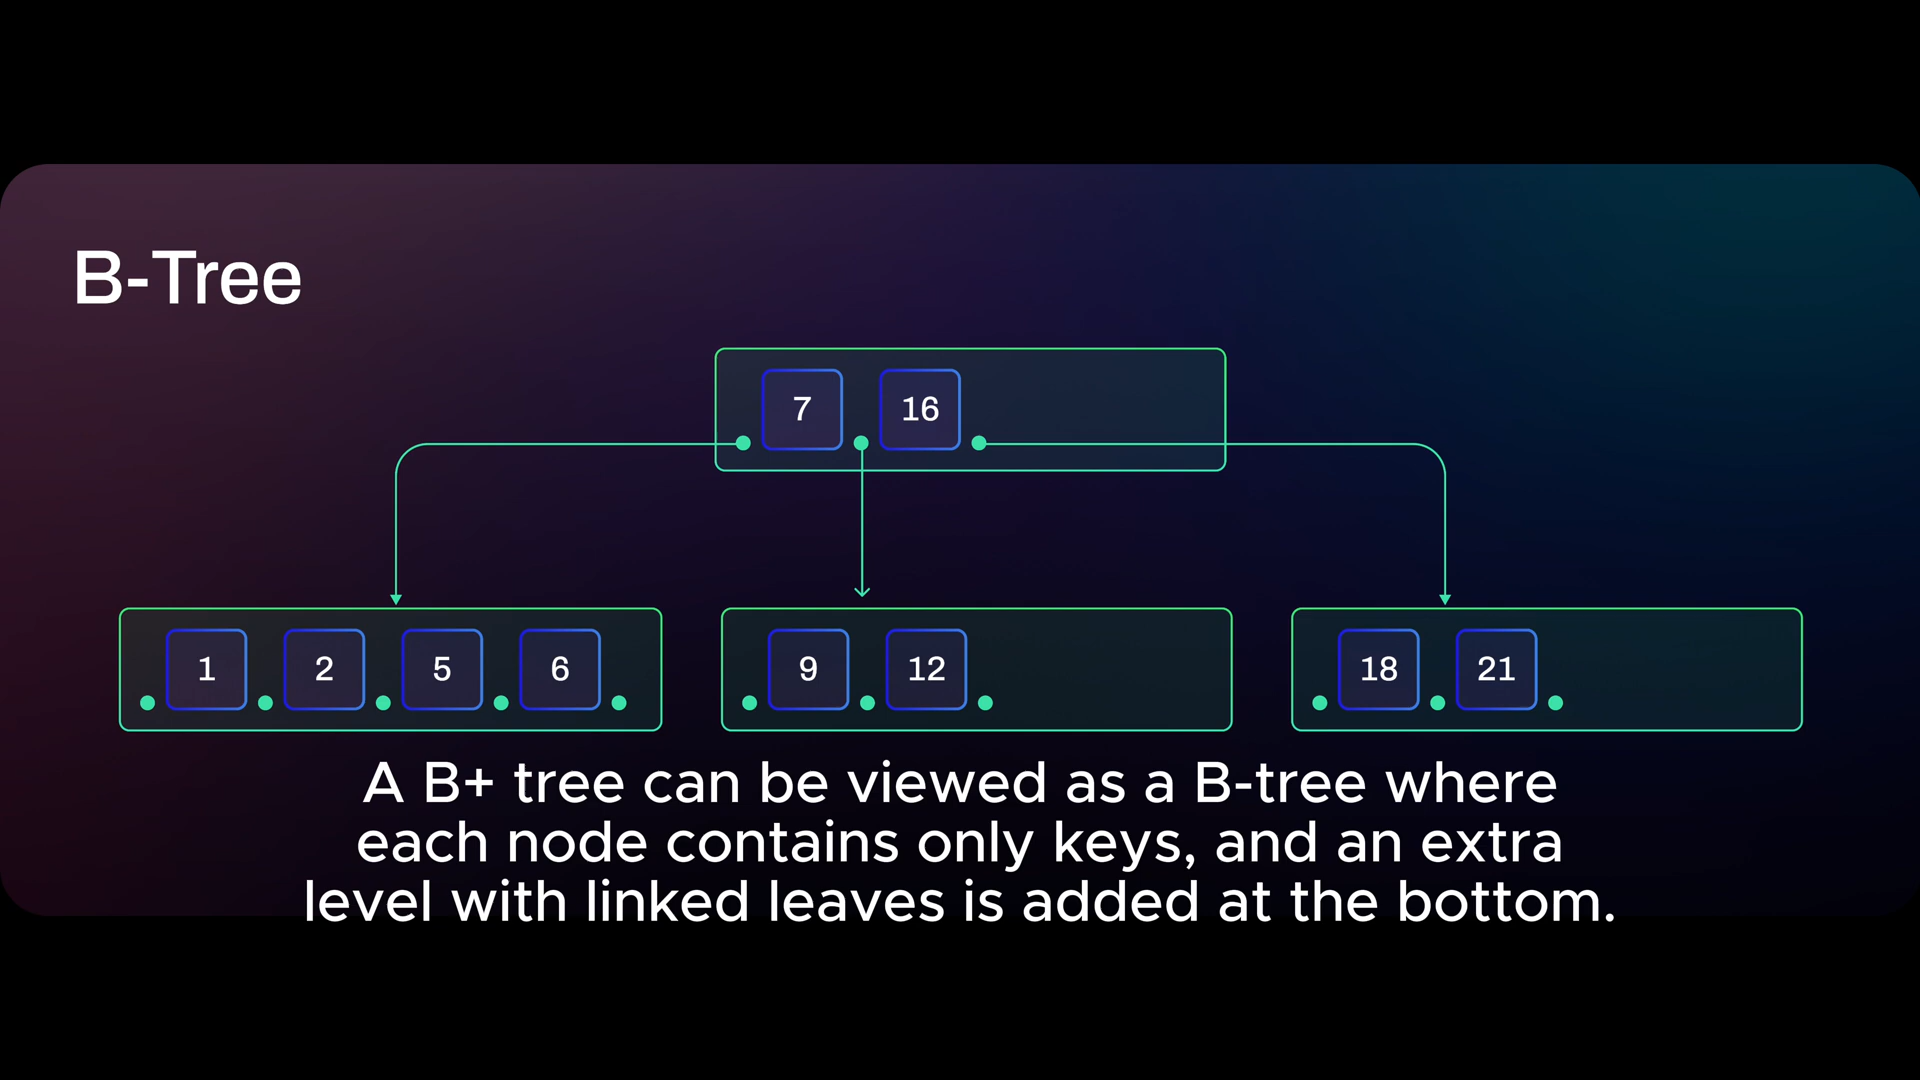 B-Tree
7 16
1 2 5 6 9 12 18 21
A B+ tree can be viewed as a B-tree where
each node contains only keys, and an extra
level with linked leaves is added at the bottom.